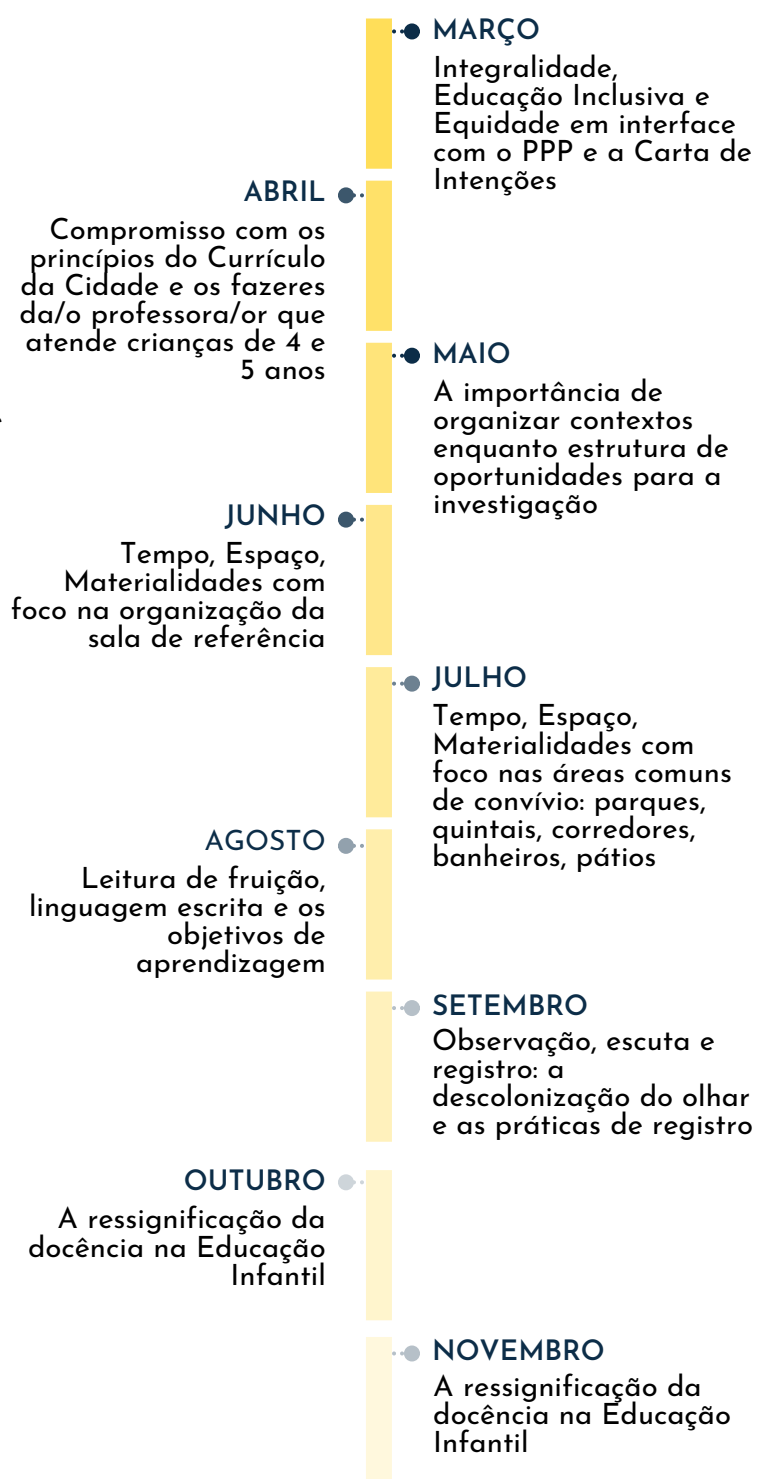 MARÇO
Integralidade,
Educação Inclusiva e
Equidade em interface
com o PPP e a Carta de
Intenções
ABRIL
Compromisso com os
princípios do Currículo
da Cidade e os fazeres
da/o professora/or que
atende crianças de 4 e
5 anos
MAIO
A importância de
organizar contextos
enquanto estrutura de
oportunidades para a
investigação
JUNHO
Tempo, Espaço,
Materialidades com
foco na organização da
sala de referência
JULHO
Tempo, Espaço,
Materialidades com
foco nas áreas comuns
de convívio: parques,
quintais, corredores,
banheiros, pátios
AGOSTO
Leitura de fruição,
linguagem escrita e os
objetivos de
aprendizagem
SETEMBRO
Observação, escuta e
registro: a
descolonização do olhar
e as práticas de registro
OUTUBRO
A ressignificação da
docência na Educação
Infantil
NOVEMBRO
A ressignificação da
docência na Educação
Infantil